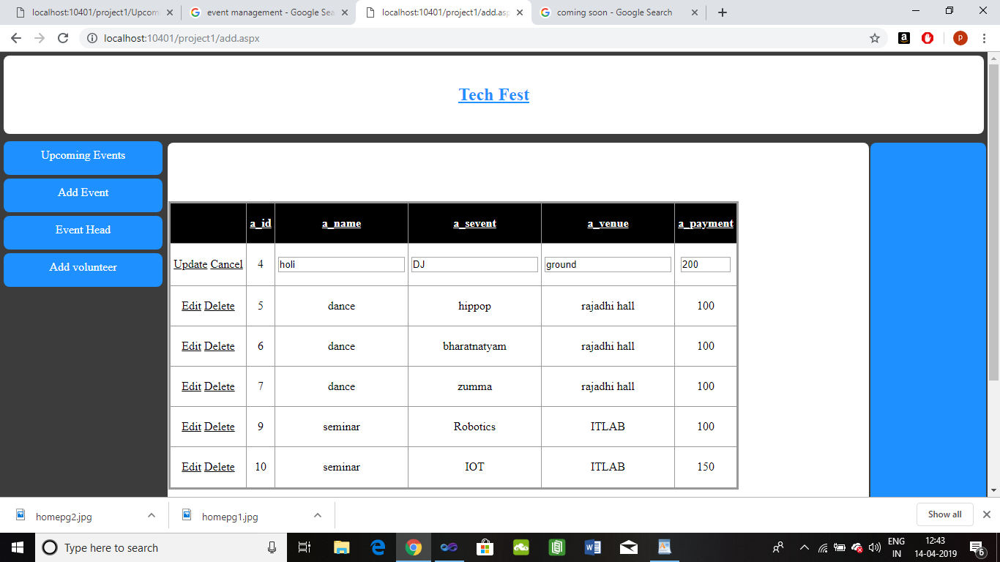 localhost:10401/project1/Upcom
event management - Google Sea
localhost:10401/project1/add.asp
coming soon - Google Search
localhost:10401/project1/add.aspx
a
p
Tech Fest
Upcoming Events
Add Event
Event Head
Add volunteer
a_id a_name a_sevent a_venue a_payment
Update Cancel 4 holi DJ ground 200
Edit Delete 5 dance hippop rajadhi hall 100
Edit Delete 6 dance bharatnatyam rajadhi hall 100
Edit Delete 7 dance zumma rajadhi hall 100
Edit Delete 9 seminar Robotics ITLAB 100
Edit Delete 10 seminar IOT ITLAB 150
homepg2.jpg
homepg1.jpg
Show all
Type here to search
ENG
IN
12:43
14-04-2019
6